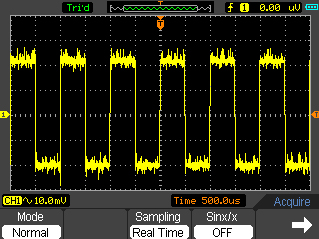 Tri'd T f 1 0.00 uV
T
1 T
CH1 10.0mV Time 500.0us Acquire
Mode Sampling Sinx/x
Normal Real Time OFF